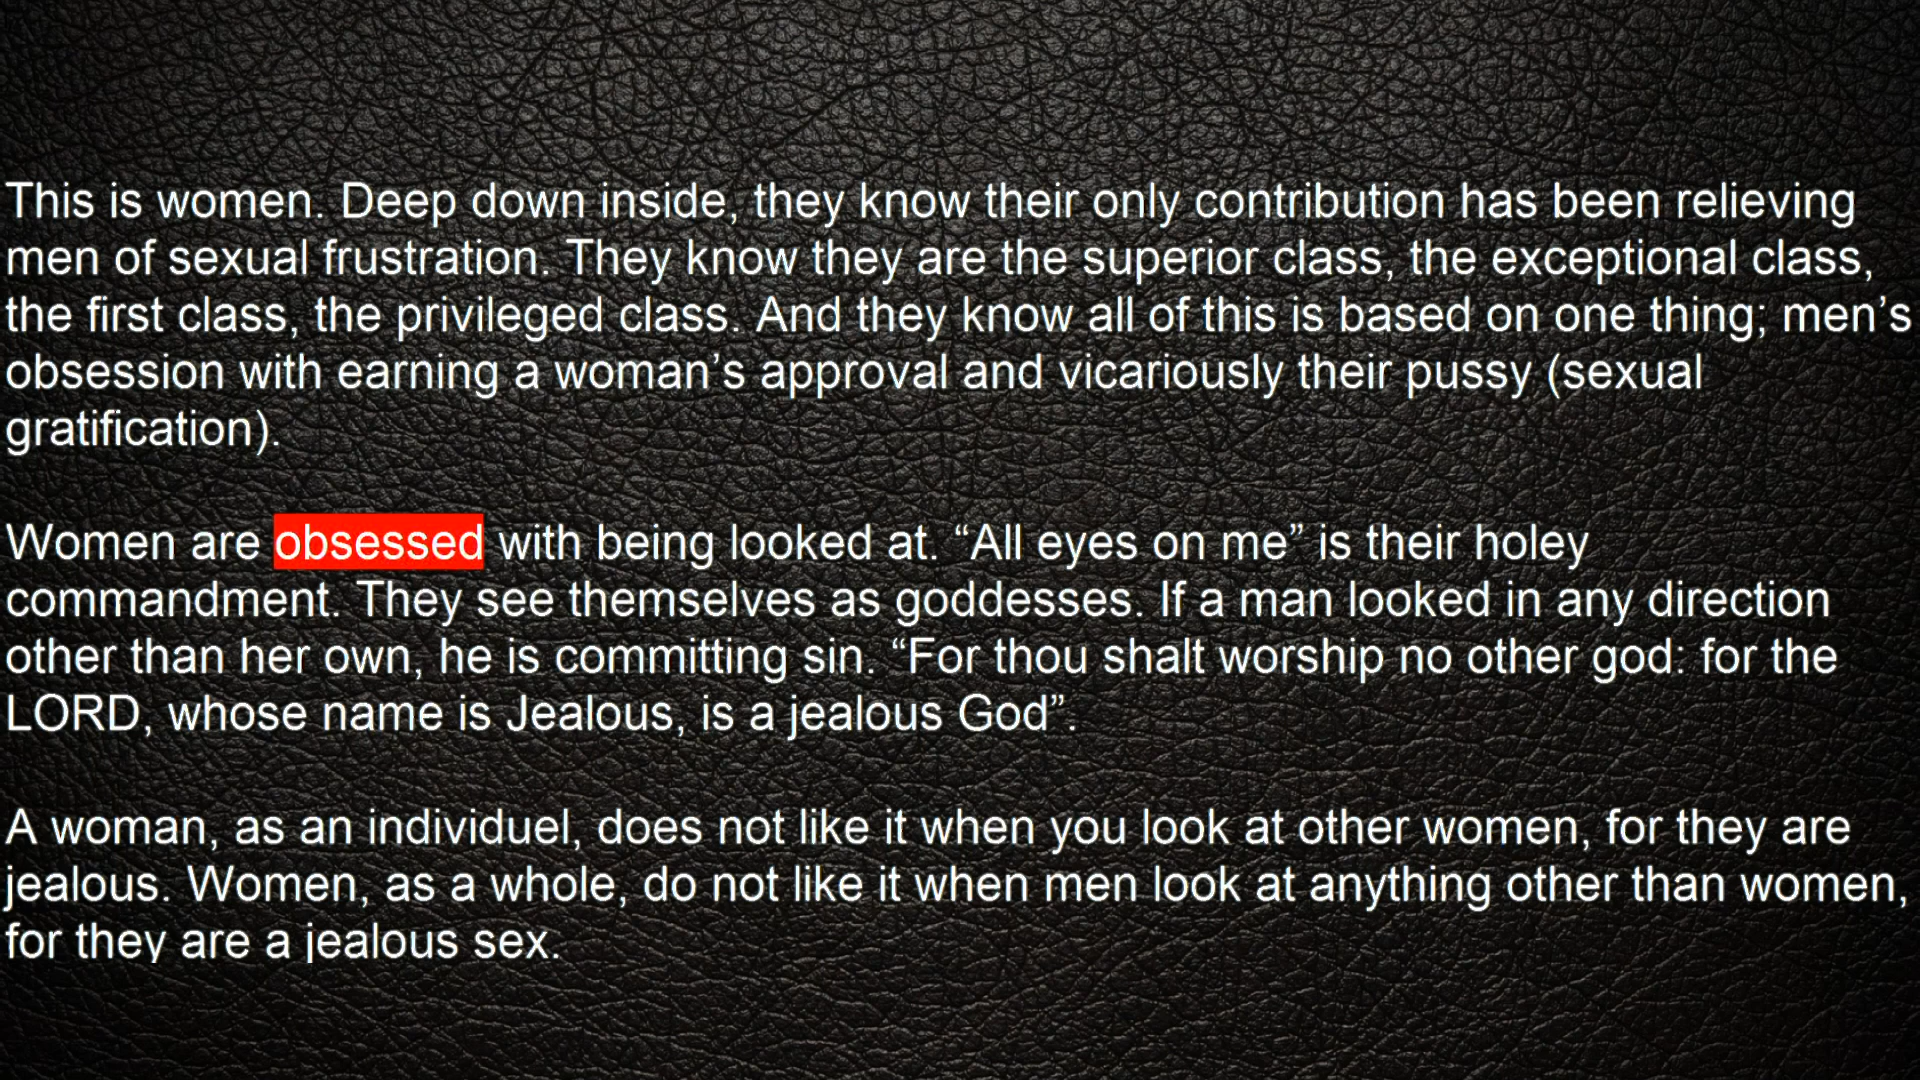 This is women. Deep down inside, they know their only contribution has been relieving
men of sexual frustration. They know they are the superior class, the exceptional class,
the first class, the privileged class. And they know all of this is based on one thing; men’s
obsession with earning a woman’s approval and vicariously their pussy (sexual
gratification).
Women are obsessed with being looked at. “All eyes on me” is their holey
commandment. They see themselves as goddesses. If a man looked in any direction
other than her own, he is committing sin. “For thou shalt worship no other god: for the
LORD, whose name is Jealous, is a jealous God”.
A woman, as an individuel, does not like it when you look at other women, for they are
jealous. Women, as a whole, do not like it when men look at anything other than women,
for they are a jealous sex.